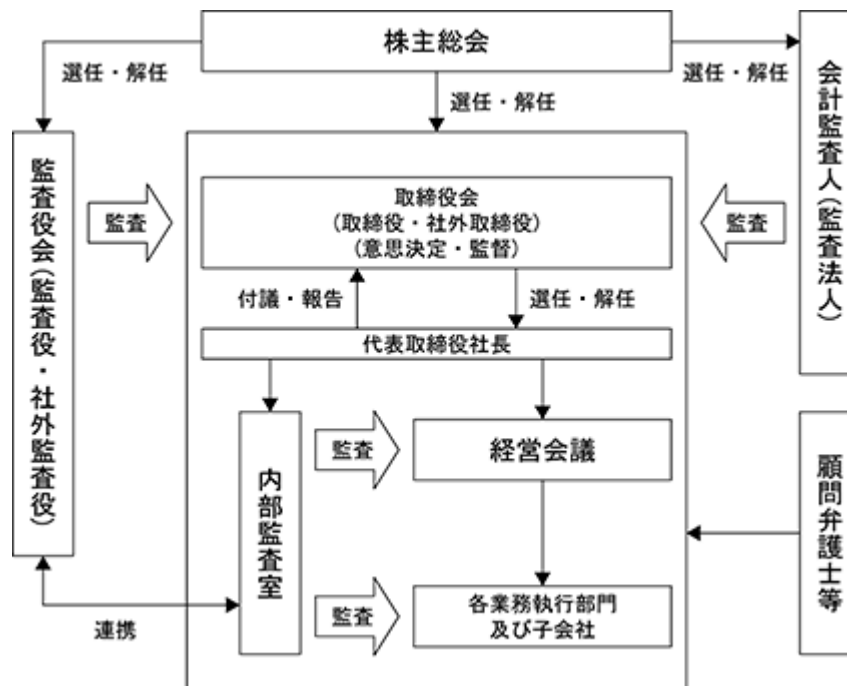 株主総会
選任・解任
選任・解任
選任・解任
会計監査人(監査法人)
監査役会(監査役・社外監査役)
監査
取締役会
(取締役・社外取締役)
(意思決定・監督)
監査
付議・報告
選任・解任
代表取締役社長
内部監査室
監査
経営会議
顧問弁護士等
監査
各業務執行部門
及び子会社
連携